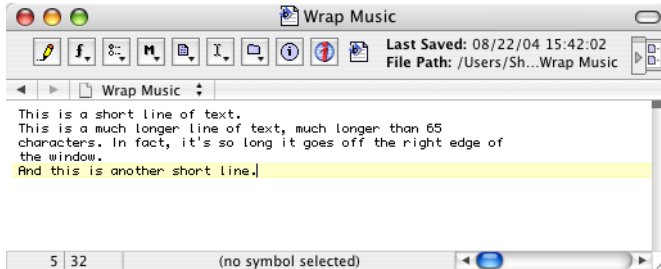 Wrap Music
Last Saved: 08/22/04 15:42:02
File Path: /Users/Sh...Wrap Music
Wrap Music
This is a short line of text.
This is a much longer line of text, much longer than 65
characters. In fact, it's so long it goes off the right edge of
the window.
And this is another short line.
5 32 (no symbol selected)